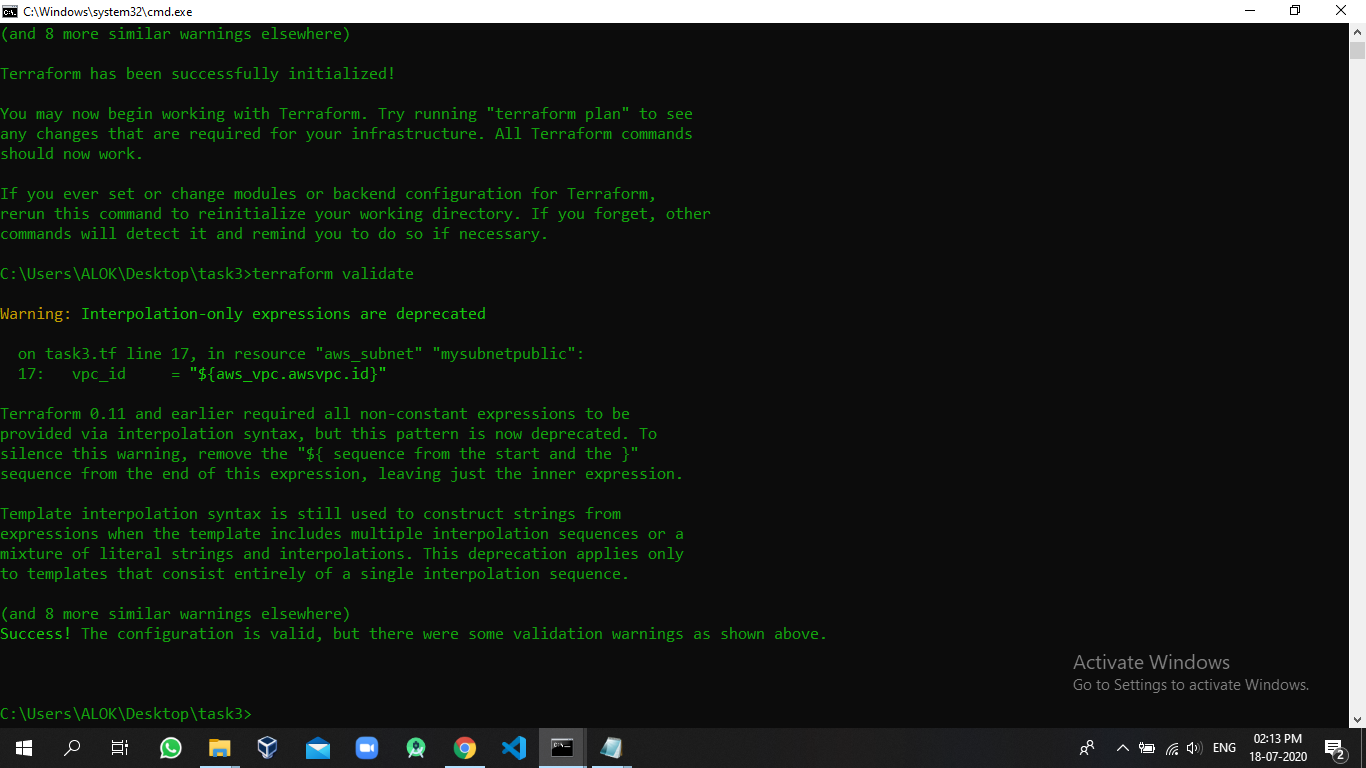 C:\Windows\system32\cmd.exe
(and 8 more similar warnings elsewhere)
Terraform has been successfully initialized!
You may now begin working with Terraform. Try running "terraform plan" to see
any changes that are required for your infrastructure. All Terraform commands
should now work.
If you ever set or change modules or backend configuration for Terraform,
rerun this command to reinitialize your working directory. If you forget, other
commands will detect it and remind you to do so if necessary.
C:\Users\ALOK\Desktop\task3>terraform validate
Warning: Interpolation-only expressions are deprecated
  on task3.tf line 17, in resource "aws_subnet" "mysubnetpublic":
  17:   vpc_id     = "${aws_vpc.awsvpc.id}"
Terraform 0.11 and earlier required all non-constant expressions to be
provided via interpolation syntax, but this pattern is now deprecated. To
silence this warning, remove the "${ sequence from the start and the }"
sequence from the end of this expression, leaving just the inner expression.
Template interpolation syntax is still used to construct strings from
expressions when the template includes multiple interpolation sequences or a
mixture of literal strings and interpolations. This deprecation applies only
to templates that consist entirely of a single interpolation sequence.
(and 8 more similar warnings elsewhere)
Success! The configuration is valid, but there were some validation warnings as shown above.
Activate Windows
Go to Settings to activate Windows.
C:\Users\ALOK\Desktop\task3>
ENG
02:13 PM
18-07-2020
2